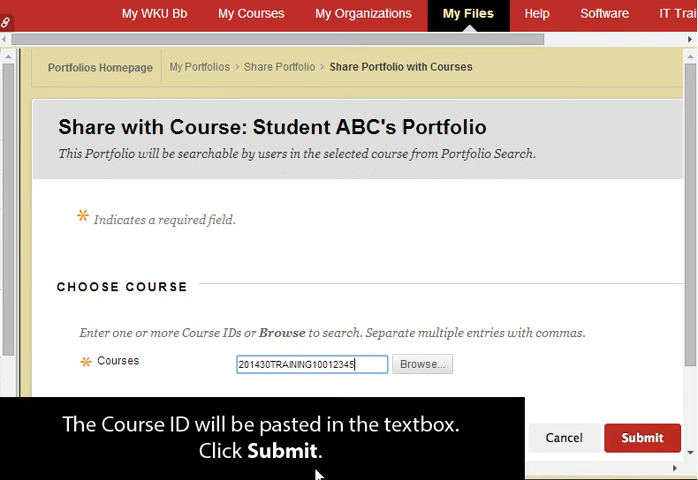 My WKU Bb My Courses My Organizations My Files Help Software IT Trai
Portfolios Homepage My Portfolios > Share Portfolio > Share Portfolio with Courses
Share with Course: Student ABC's Portfolio
This Portfolio will be searchable by users in the selected course from Portfolio Search.
* Indicates a required field.
CHOOSE COURSE
Enter one or more Course IDs or Browse to search. Separate multiple entries with commas.
* Courses 201430TRAINING10012345 Browse...
The Course ID will be pasted in the textbox.
Click Submit.
Cancel Submit